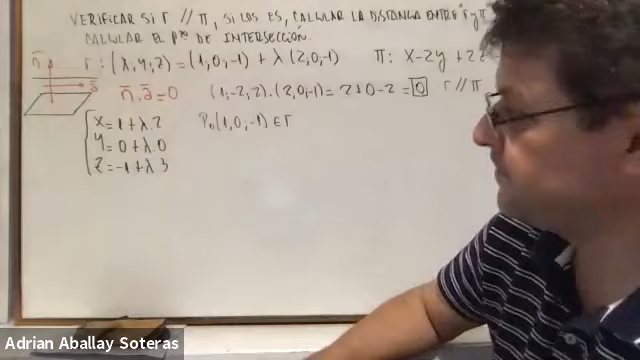 VERIFICAR SI r // π, SI LOS ES, CALCULAR LA DISTANCIA ENTRE r y π
CALCULAR EL Pto DE INTERSECCIÓN.
n̄ r: (x, y, z) = (1, 0, -1) + λ (2, 0, -1) π: x - 2y + 2z
ā n̄ . ā = 0 (1, -2, 2) . (2, 0, -1) = 2 + 0 - 2 = 0 r // π
x = 1 + λ.2 P₀ (1, 0, -1) ∈ r
y = 0 + λ.0
z = -1 + λ 3
Adrian Aballay Soteras